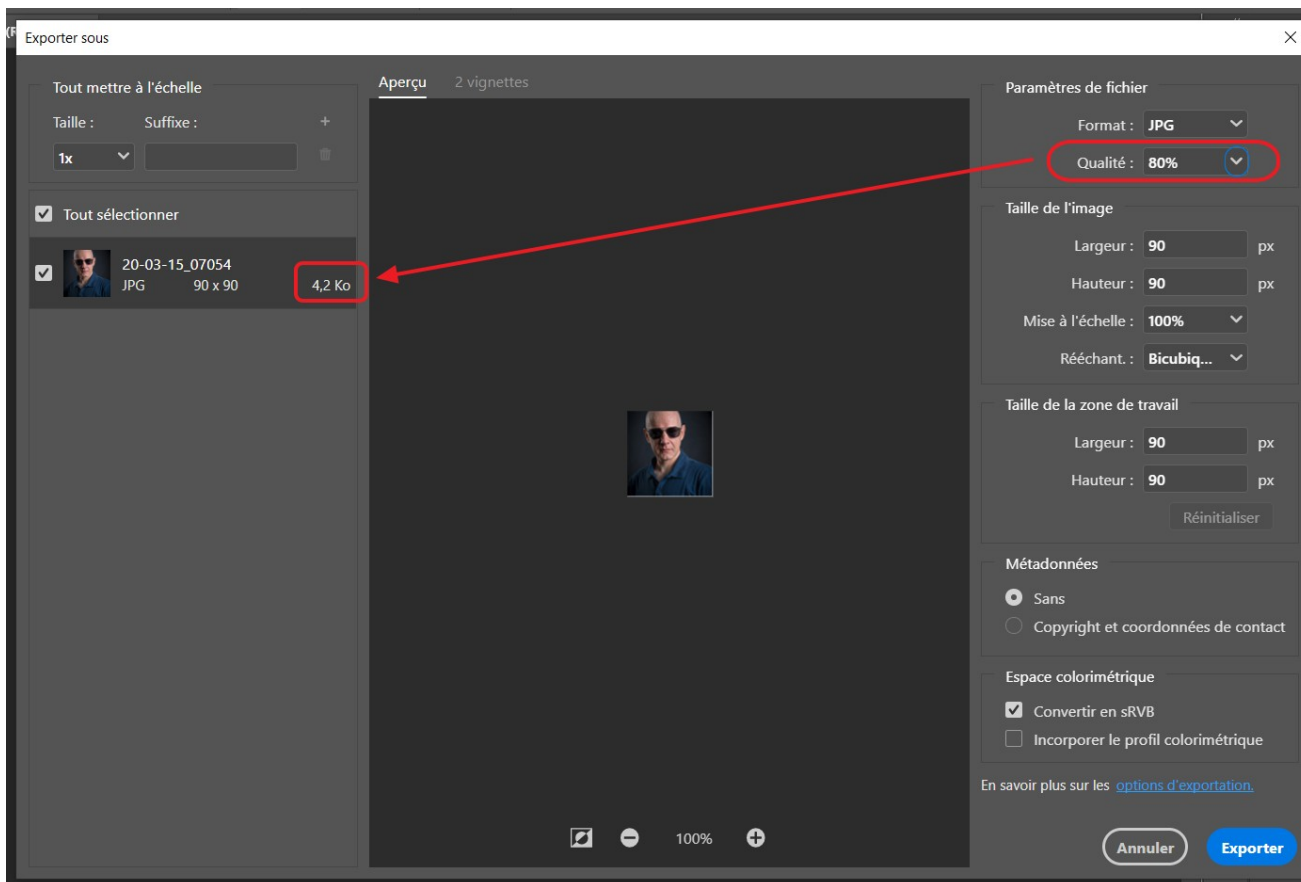 Exporter sous
Tout mettre à l'échelle
Taille : Suffixe :
1x
Tout sélectionner
20-03-15_07054
JPG 90 x 90 4,2 Ko
Aperçu 2 vignettes
100%
Paramètres de fichier
Format : JPG
Qualité : 80%
Taille de l'image
Largeur : 90 px
Hauteur : 90 px
Mise à l'échelle : 100%
Rééchant. : Bicubiq...
Taille de la zone de travail
Largeur : 90 px
Hauteur : 90 px
Réinitialiser
Métadonnées
Sans
Copyright et coordonnées de contact
Espace colorimétrique
Convertir en sRVB
Incorporer le profil colorimétrique
En savoir plus sur les options d'exportation.
Annuler Exporter